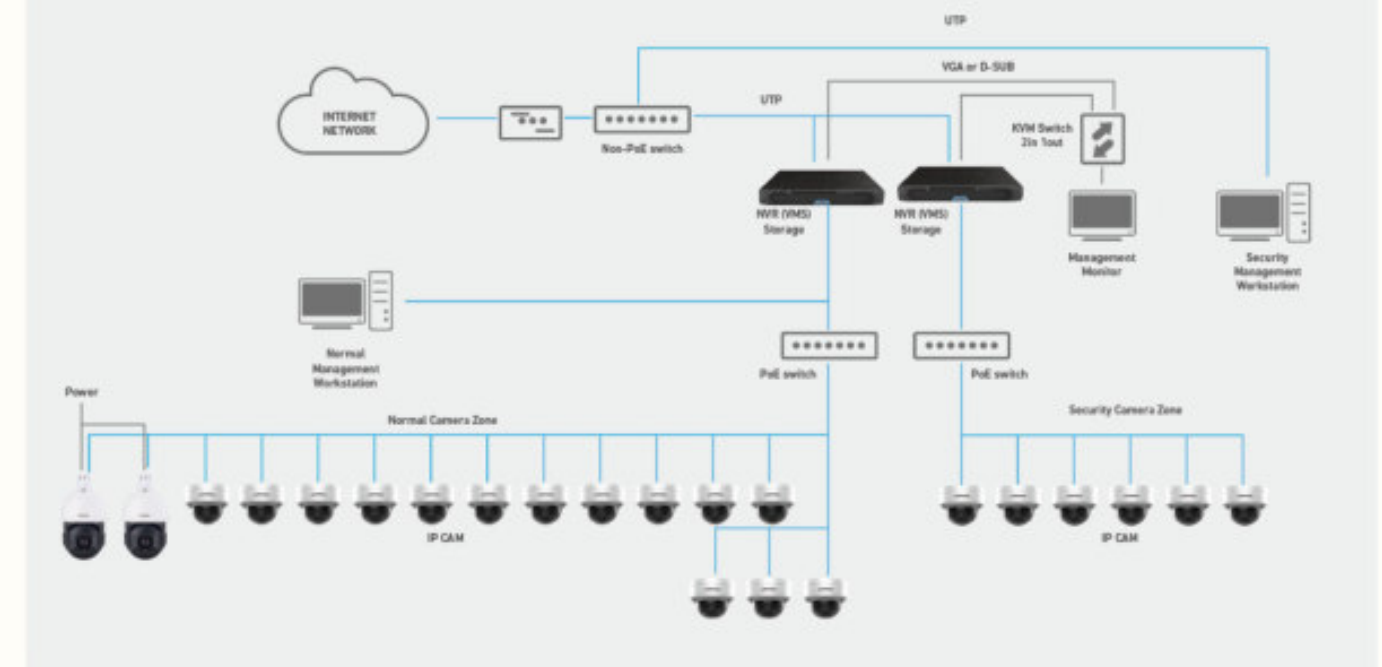 UTP
VGA or D-SUB
UTP
INTERNET
NETWORK
Non-PoE switch
KVM Switch
2in 1out
NVR (VMS)
Storage
NVR (VMS)
Storage
Management
Monitor
Security
Management
Workstation
Normal
Management
Workstation
PoE switch
PoE switch
Power
Normal Camera Zone
Security Camera Zone
IP CAM
IP CAM